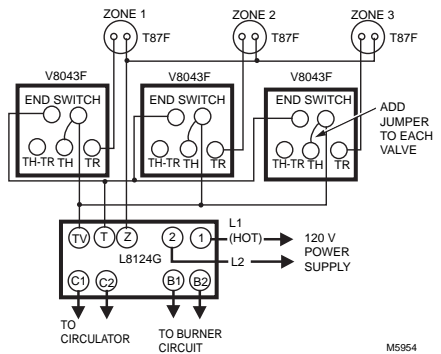 ZONE 1 ZONE 2 ZONE 3
T87F T87F T87F
V8043F V8043F V8043F
END SWITCH END SWITCH END SWITCH
ADD
JUMPER
TO EACH
VALVE
TH-TR TH TR TH-TR TH TR TH-TR TH TR
TV T Z 2 1
L8124G
L1
(HOT)
L2
120 V
POWER
SUPPLY
C1 C2 B1 B2
TO
CIRCULATOR
TO BURNER
CIRCUIT
M5954